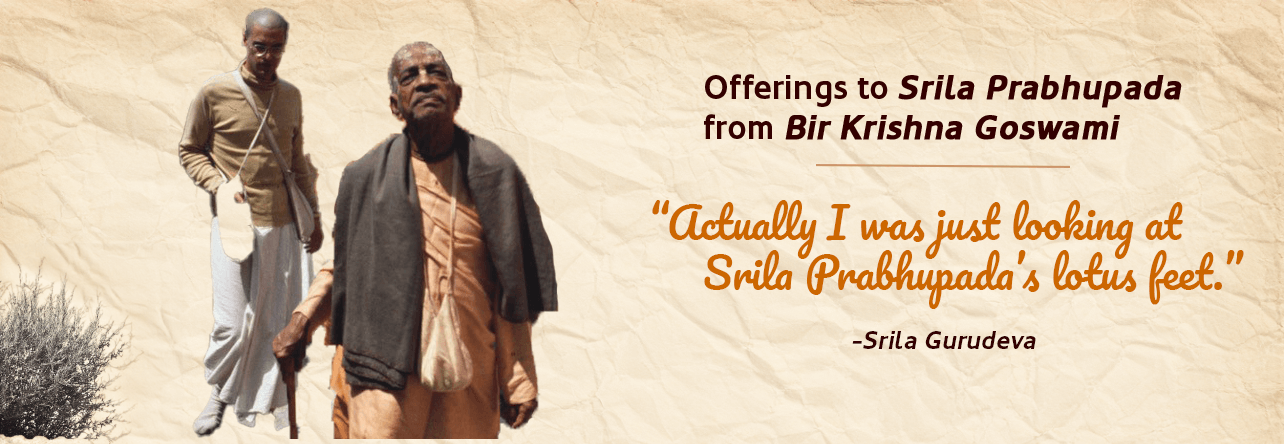 Offerings to Srila Prabhupada
from Bir Krishna Goswami
“Actually I was just looking at
Srila Prabhupada’s lotus feet.”
-Srila Gurudeva